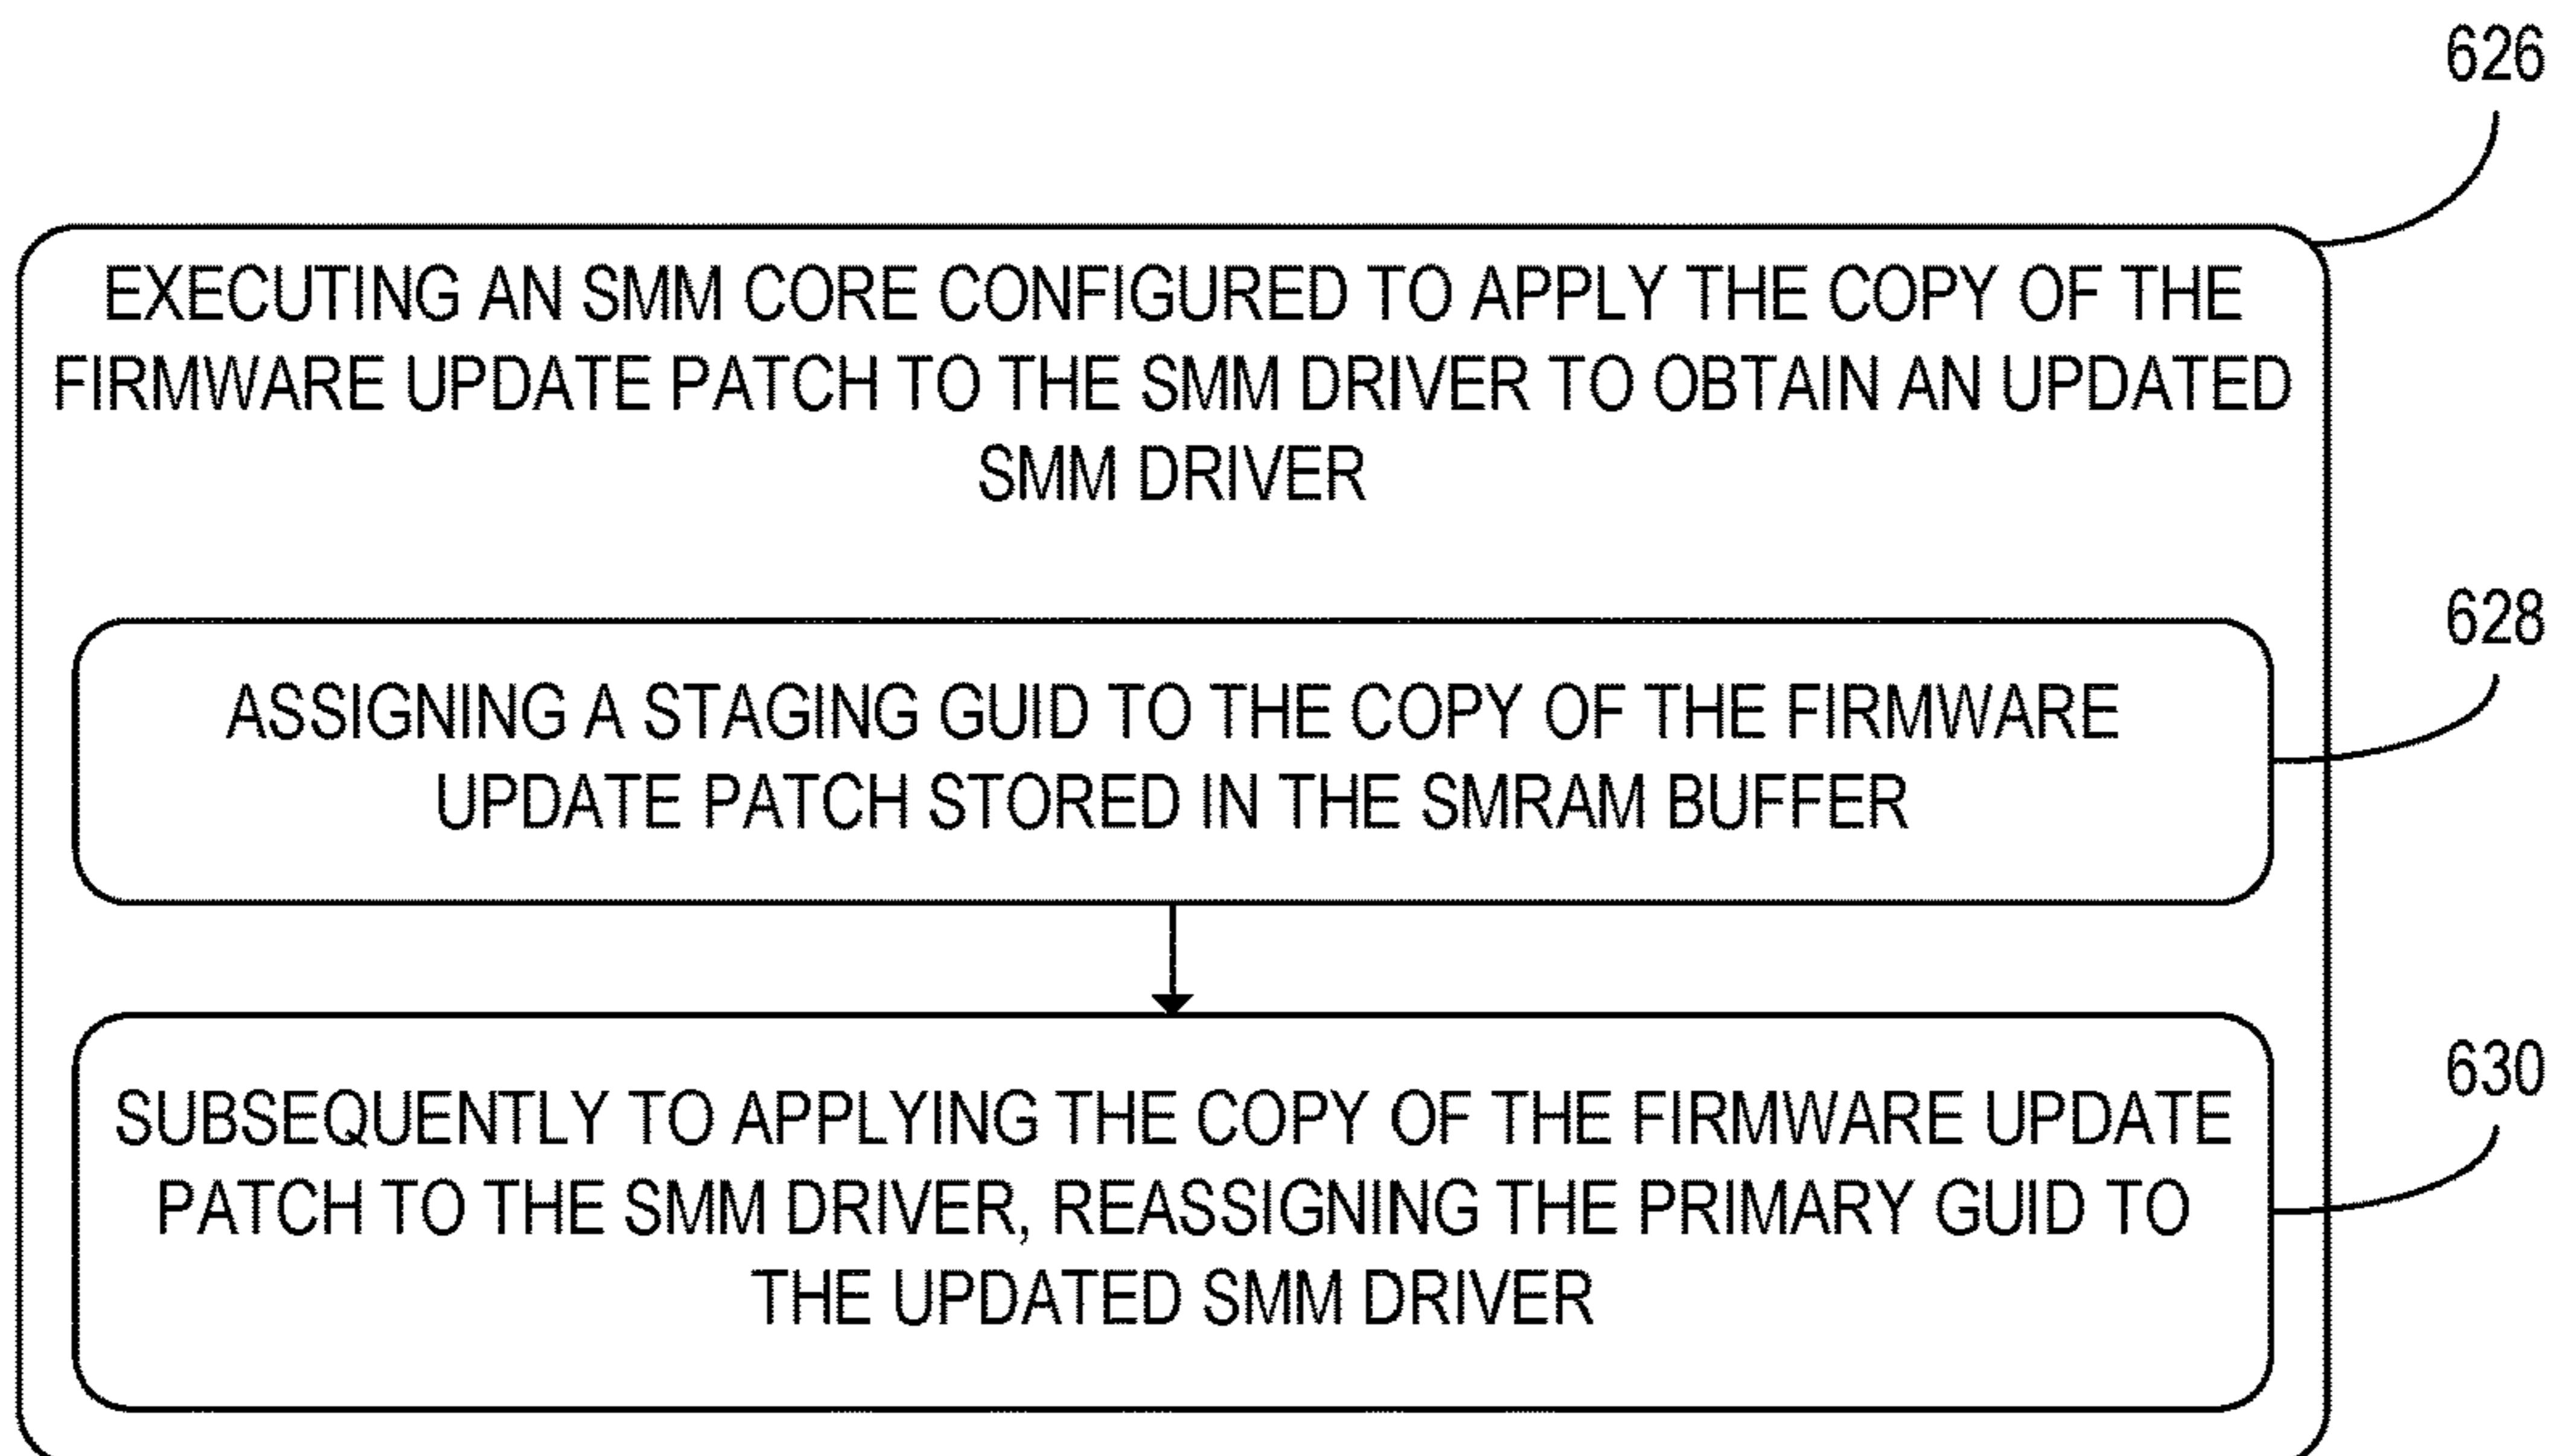 626
EXECUTING AN SMM CORE CONFIGURED TO APPLY THE COPY OF THE
FIRMWARE UPDATE PATCH TO THE SMM DRIVER TO OBTAIN AN UPDATED
SMM DRIVER
628
ASSIGNING A STAGING GUID TO THE COPY OF THE FIRMWARE
UPDATE PATCH STORED IN THE SMRAM BUFFER
630
SUBSEQUENTLY TO APPLYING THE COPY OF THE FIRMWARE UPDATE
PATCH TO THE SMM DRIVER, REASSIGNING THE PRIMARY GUID TO
THE UPDATED SMM DRIVER